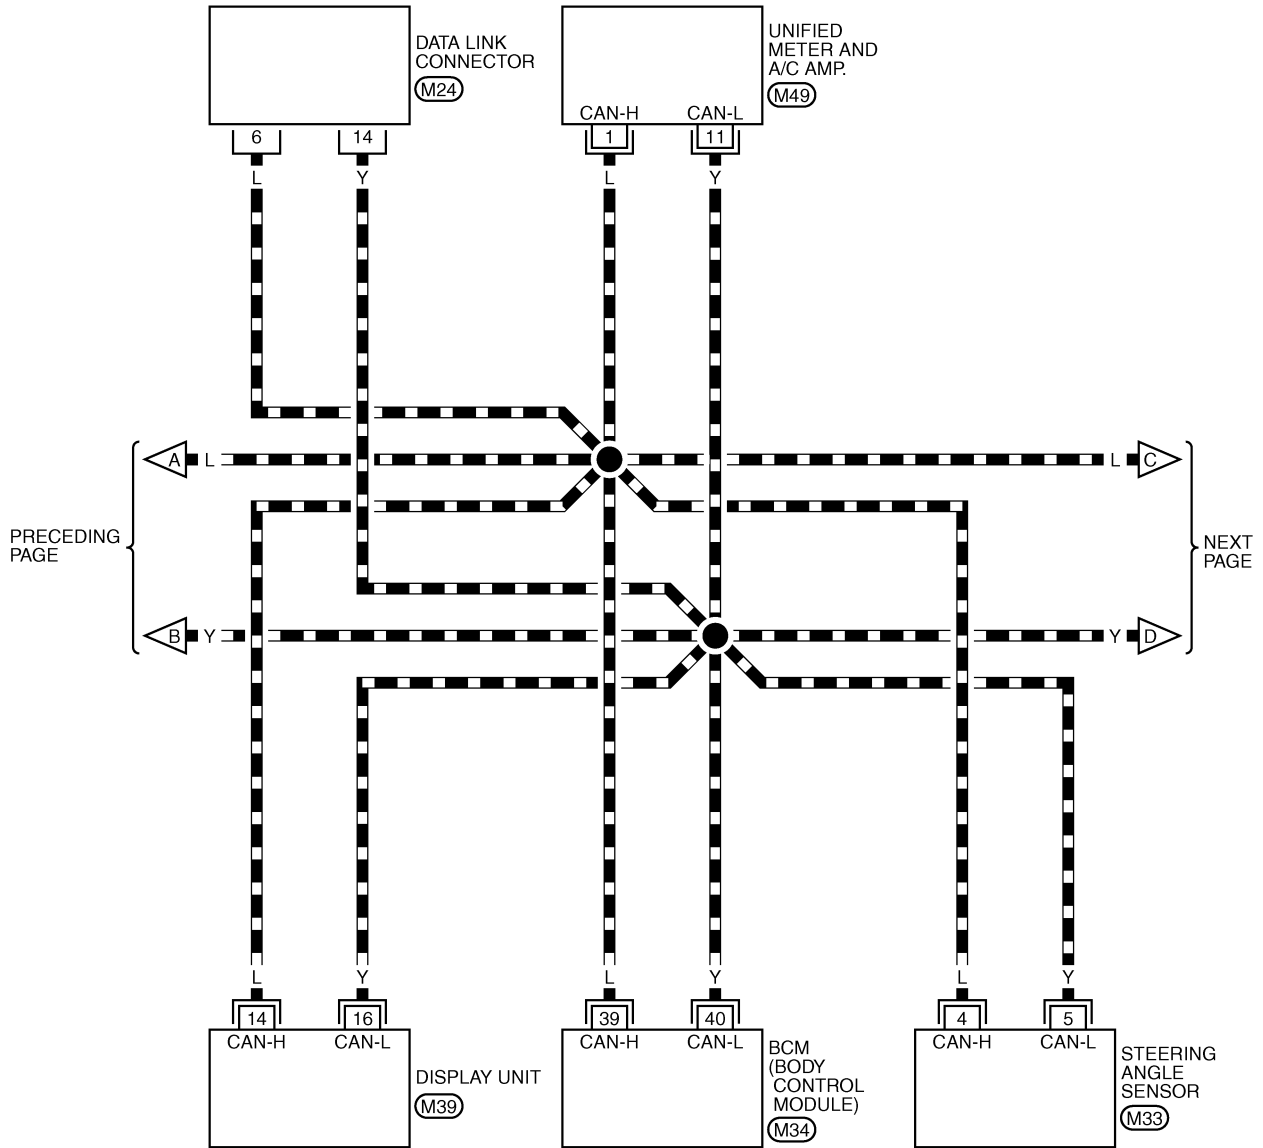 DATA LINK
CONNECTOR
M24
UNIFIED
METER AND
A/C AMP.
M49
CAN-H CAN-L
6 14 1 11
L Y L Y
A L L C
PRECEDING
PAGE
NEXT
PAGE
B Y Y D
L Y L Y L Y
14 16 39 40 4 5
CAN-H CAN-L CAN-H CAN-L CAN-H CAN-L
DISPLAY UNIT
M39
BCM
(BODY
CONTROL
MODULE)
M34
STEERING
ANGLE
SENSOR
M33